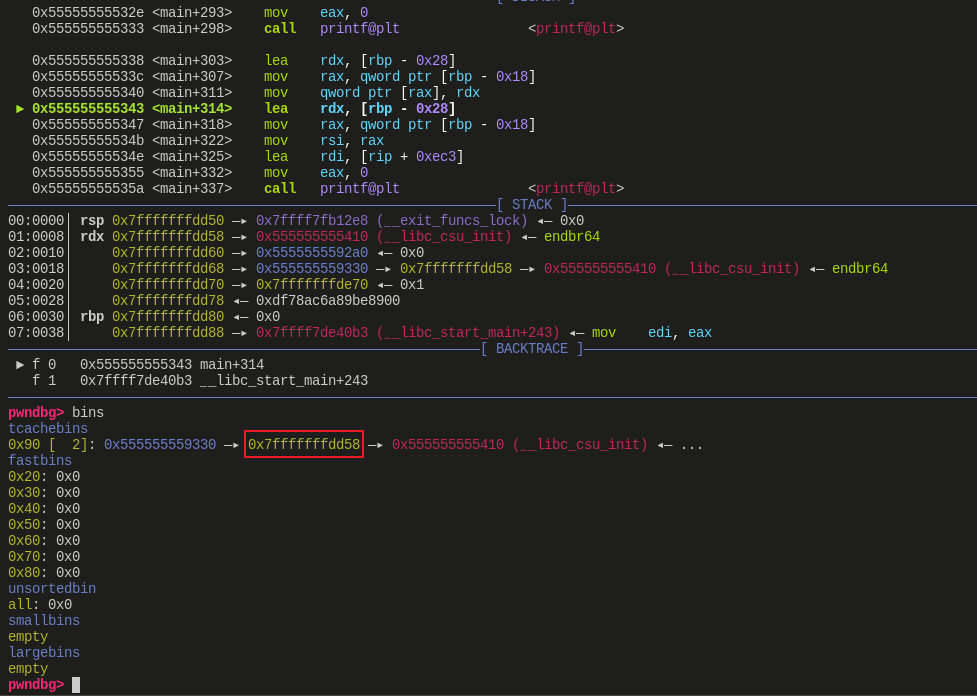 0x55555555532e <main+293>    mov    eax, 0
0x555555555333 <main+298>    call   printf@plt                <printf@plt>
0x555555555338 <main+303>    lea    rdx, [rbp - 0x28]
0x55555555533c <main+307>    mov    rax, qword ptr [rbp - 0x18]
0x555555555340 <main+311>    mov    qword ptr [rax], rdx
► 0x555555555343 <main+314>    lea    rdx, [rbp - 0x28]
0x555555555347 <main+318>    mov    rax, qword ptr [rbp - 0x18]
0x55555555534b <main+322>    mov    rsi, rax
0x55555555534e <main+325>    lea    rdi, [rip + 0xec3]
0x555555555355 <main+332>    mov    eax, 0
0x55555555535a <main+337>    call   printf@plt                <printf@plt>
[ STACK ]
00:0000│ rsp 0x7fffffffdd50 —▸ 0x7ffff7fb12e8 (__exit_funcs_lock) ◂— 0x0
01:0008│ rdx 0x7fffffffdd58 —▸ 0x555555555410 (__libc_csu_init) ◂— endbr64
02:0010│     0x7fffffffdd60 —▸ 0x5555555592a0 ◂— 0x0
03:0018│     0x7fffffffdd68 —▸ 0x555555559330 —▸ 0x7fffffffdd58 —▸ 0x555555555410 (__libc_csu_init) ◂— endbr64
04:0020│     0x7fffffffdd70 —▸ 0x7fffffffde70 ◂— 0x1
05:0028│     0x7fffffffdd78 ◂— 0xdf78ac6a89be8900
06:0030│ rbp 0x7fffffffdd80 ◂— 0x0
07:0038│     0x7fffffffdd88 —▸ 0x7ffff7de40b3 (__libc_start_main+243) ◂— mov    edi, eax
[ BACKTRACE ]
► f 0   0x555555555343 main+314
f 1   0x7ffff7de40b3 __libc_start_main+243
pwndbg> bins
tcachebins
0x90 [  2]: 0x555555559330 —▸ 0x7fffffffdd58 —▸ 0x555555555410 (__libc_csu_init) ◂— ...
fastbins
0x20: 0x0
0x30: 0x0
0x40: 0x0
0x50: 0x0
0x60: 0x0
0x70: 0x0
0x80: 0x0
unsortedbin
all: 0x0
smallbins
empty
largebins
empty
pwndbg>